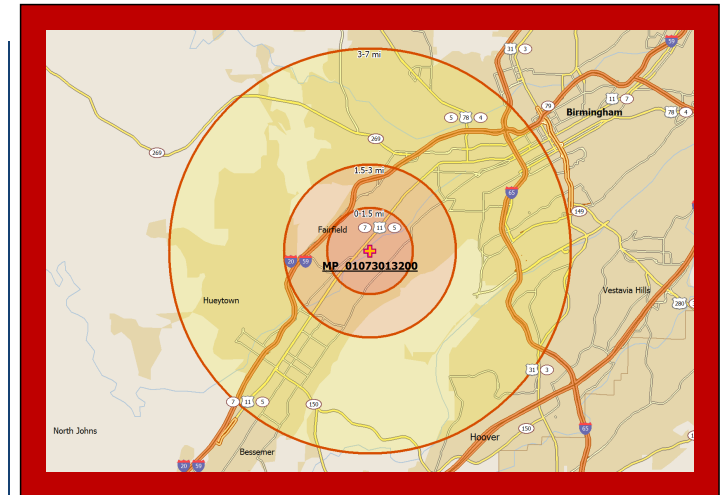 59
31 3
3-7 mi
79
11 7
Birmingham
78 4
5 78 4
269
269
1.5-3 mi
65
149
0-1.5 mi
7 11 5
Fairfield
20 59
MP_01073013200
Vestavia Hills
Hueytown
280
31 3
7 11 5
150
65
150
North Johns
Hoover
Bessemer
20 59